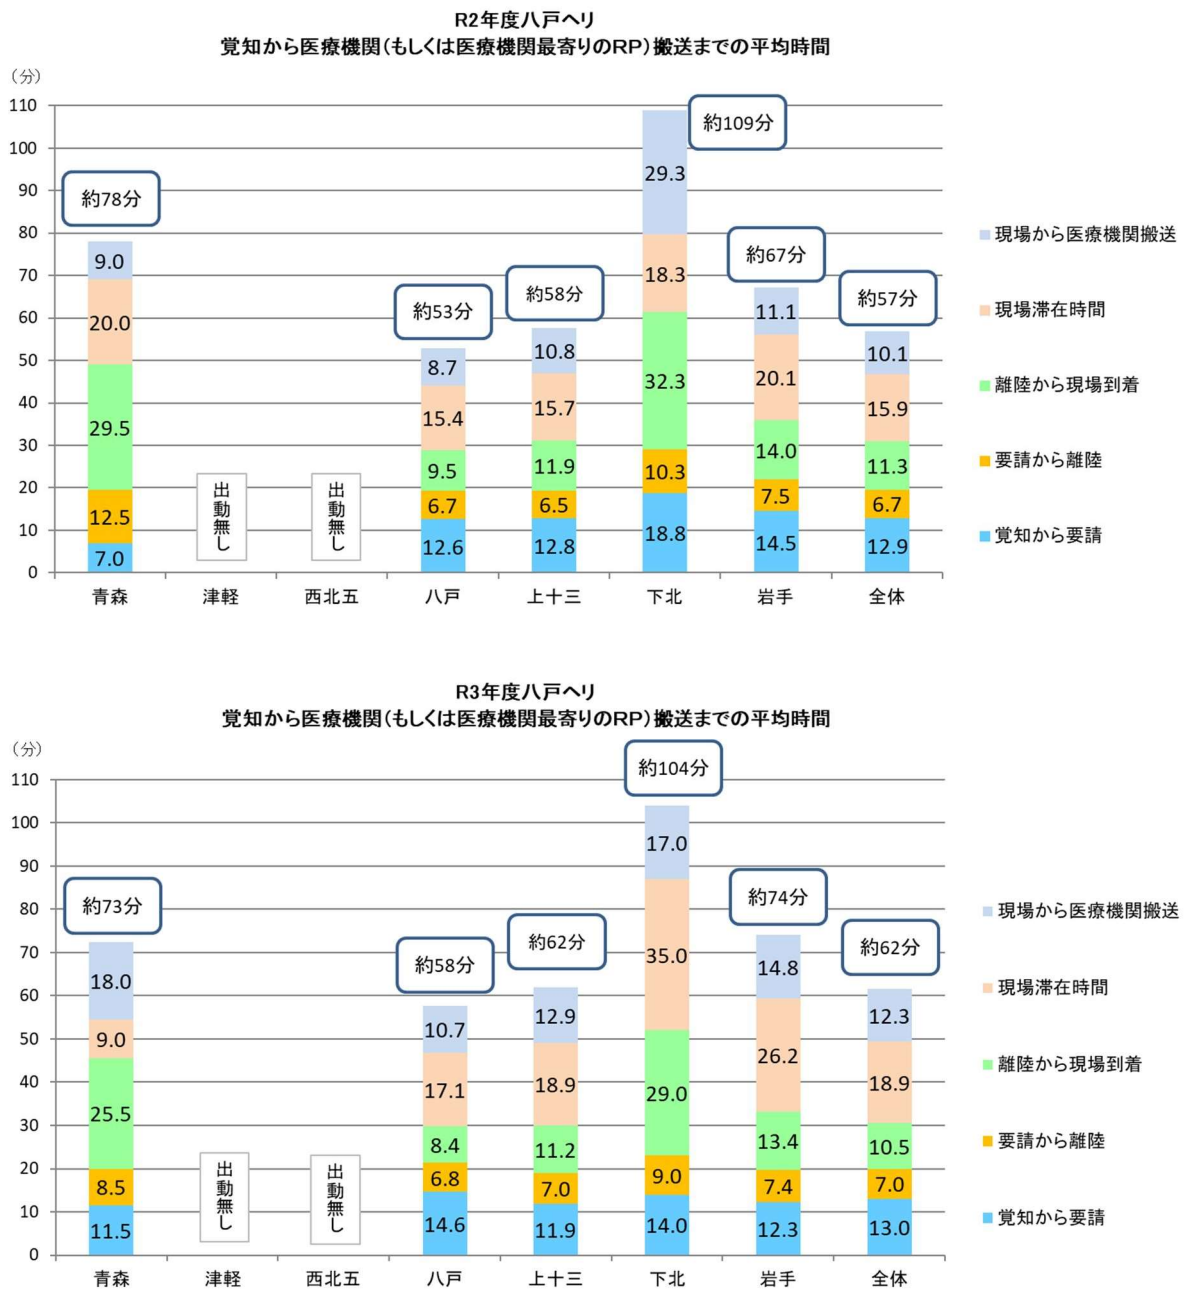 R2年度八戸ヘリ
覚知から医療機関（もしくは医療機関最寄りのRP）搬送までの平均時間
（分）
110
100
90
80
70
60
50
40
30
20
10
0
約78分
9.0
20.0
29.5
12.5
7.0
出動無し
出動無し
約53分
8.7
15.4
9.5
6.7
12.6
約58分
10.8
15.7
11.9
6.5
12.8
約109分
29.3
18.3
32.3
10.3
18.8
約67分
11.1
20.1
14.0
7.5
14.5
約57分
10.1
15.9
11.3
6.7
12.9
青森 津軽 西北五 八戸 上十三 下北 岩手 全体
現場から医療機関搬送
現場滞在時間
離陸から現場到着
要請から離陸
覚知から要請
R3年度八戸ヘリ
覚知から医療機関（もしくは医療機関最寄りのRP）搬送までの平均時間
（分）
110
100
90
80
70
60
50
40
30
20
10
0
約73分
18.0
9.0
25.5
8.5
11.5
出動無し
出動無し
約58分
10.7
17.1
8.4
6.8
14.6
約62分
12.9
18.9
11.2
7.0
11.9
約104分
17.0
35.0
29.0
9.0
14.0
約74分
14.8
26.2
13.4
7.4
12.3
約62分
12.3
18.9
10.5
7.0
13.0
青森 津軽 西北五 八戸 上十三 下北 岩手 全体
現場から医療機関搬送
現場滞在時間
離陸から現場到着
要請から離陸
覚知から要請